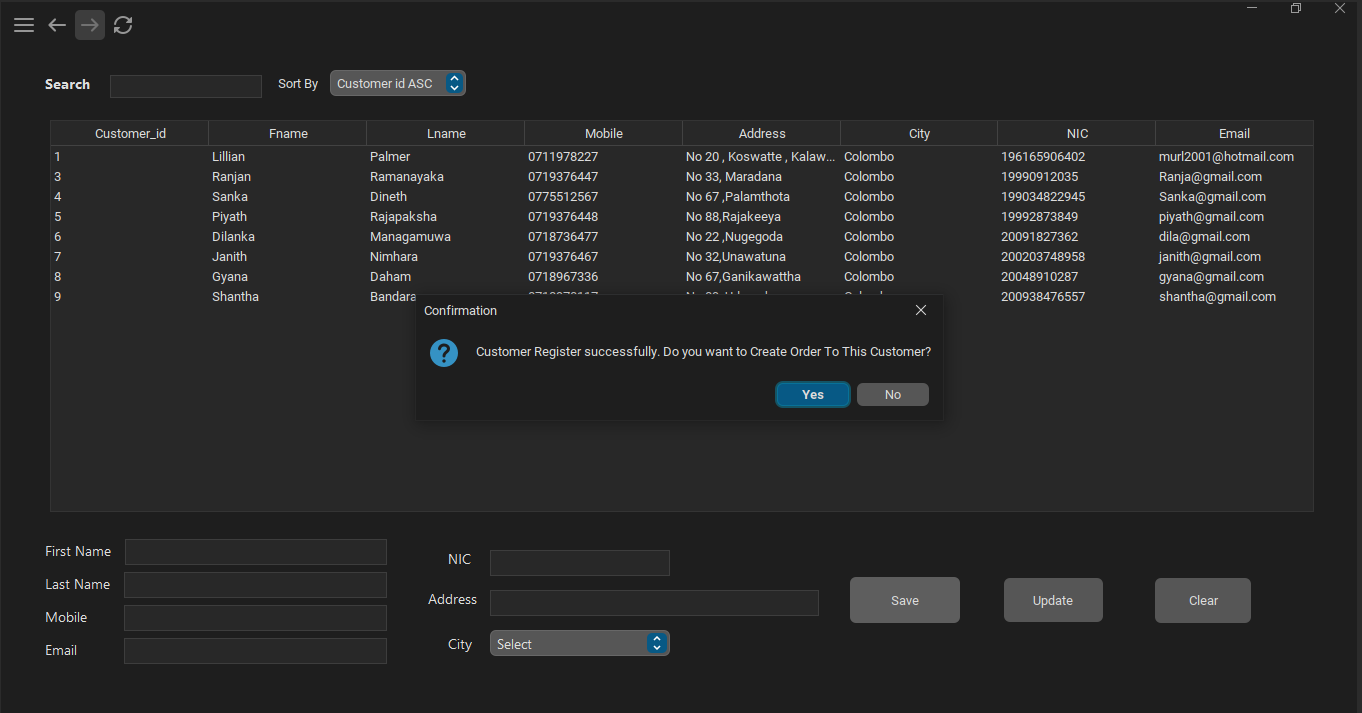 Search Sort By Customer id ASC
Customer_id Fname Lname Mobile Address City NIC Email
1 Lillian Palmer 0711978227 No 20 , Koswatte , Kalaw... Colombo 196165906402 murl2001@hotmail.com
3 Ranjan Ramanayaka 0719376447 No 33, Maradana Colombo 19990912035 Ranja@gmail.com
4 Sanka Dineth 0775512567 No 67 ,Palamthota Colombo 199034822945 Sanka@gmail.com
5 Piyath Rajapaksha 0719376448 No 88,Rajakeeya Colombo 19992873849 piyath@gmail.com
6 Dilanka Managamuwa 0718736477 No 22 ,Nugegoda Colombo 20091827362 dila@gmail.com
7 Janith Nimhara 0719376467 No 32,Unawatuna Colombo 200203748958 janith@gmail.com
8 Gyana Daham 0718967336 No 67,Ganikawattha Colombo 20048910287 gyana@gmail.com
9 Shantha Bandara 200938476557 shantha@gmail.com
Confirmation
Customer Register successfully. Do you want to Create Order To This Customer?
Yes No
First Name
Last Name
Mobile
Email
NIC
Address
City Select
Save Update Clear